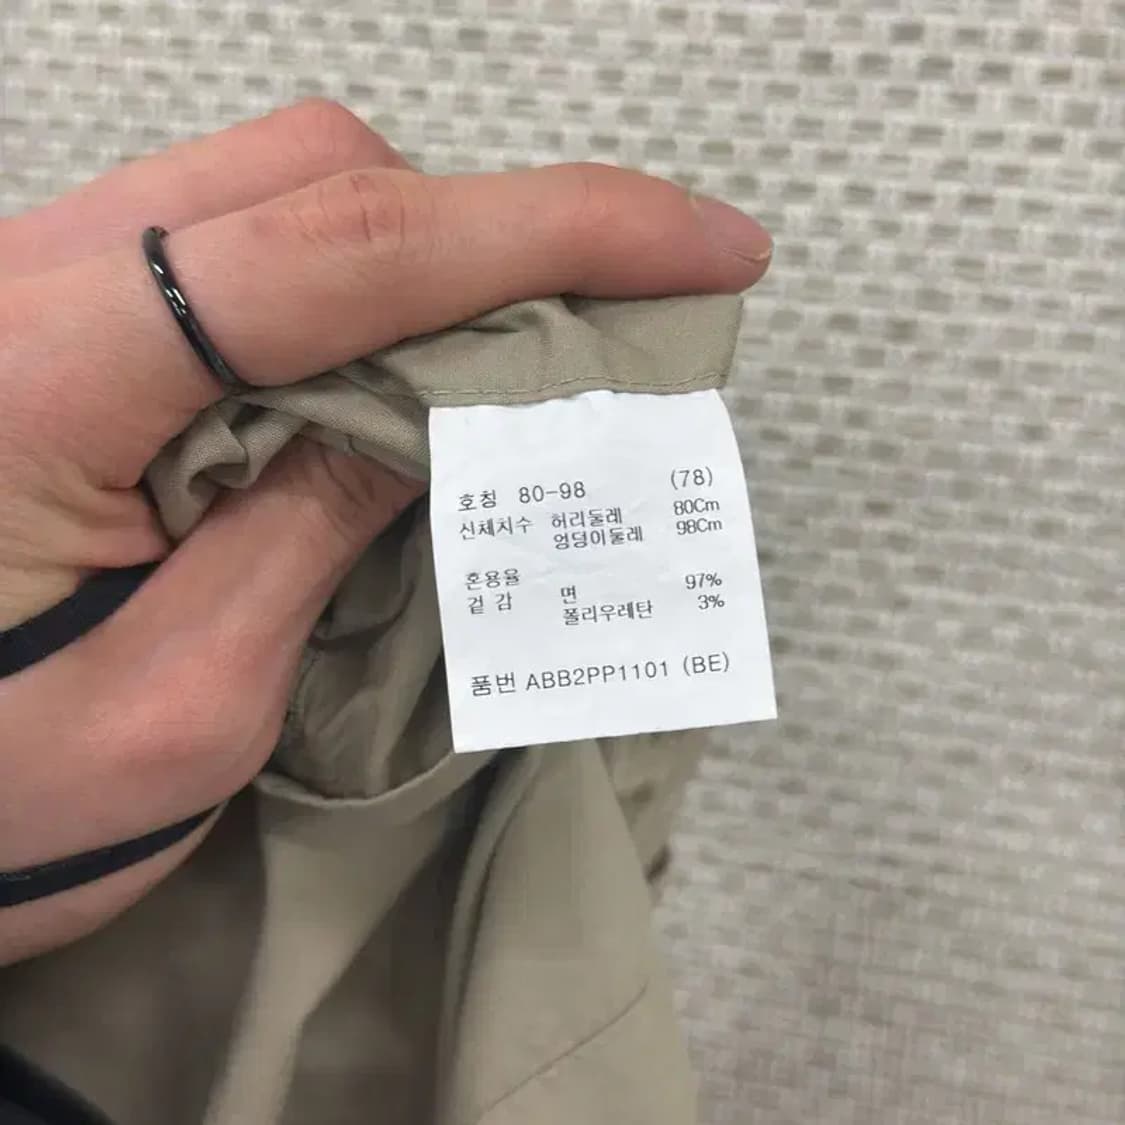 호칭 80-98 (78)
신체치수 허리둘레 80Cm
엉덩이둘레 98Cm
혼용율
겉감 면 97%
폴리우레탄 3%
품번 ABB2PP1101 (BE)